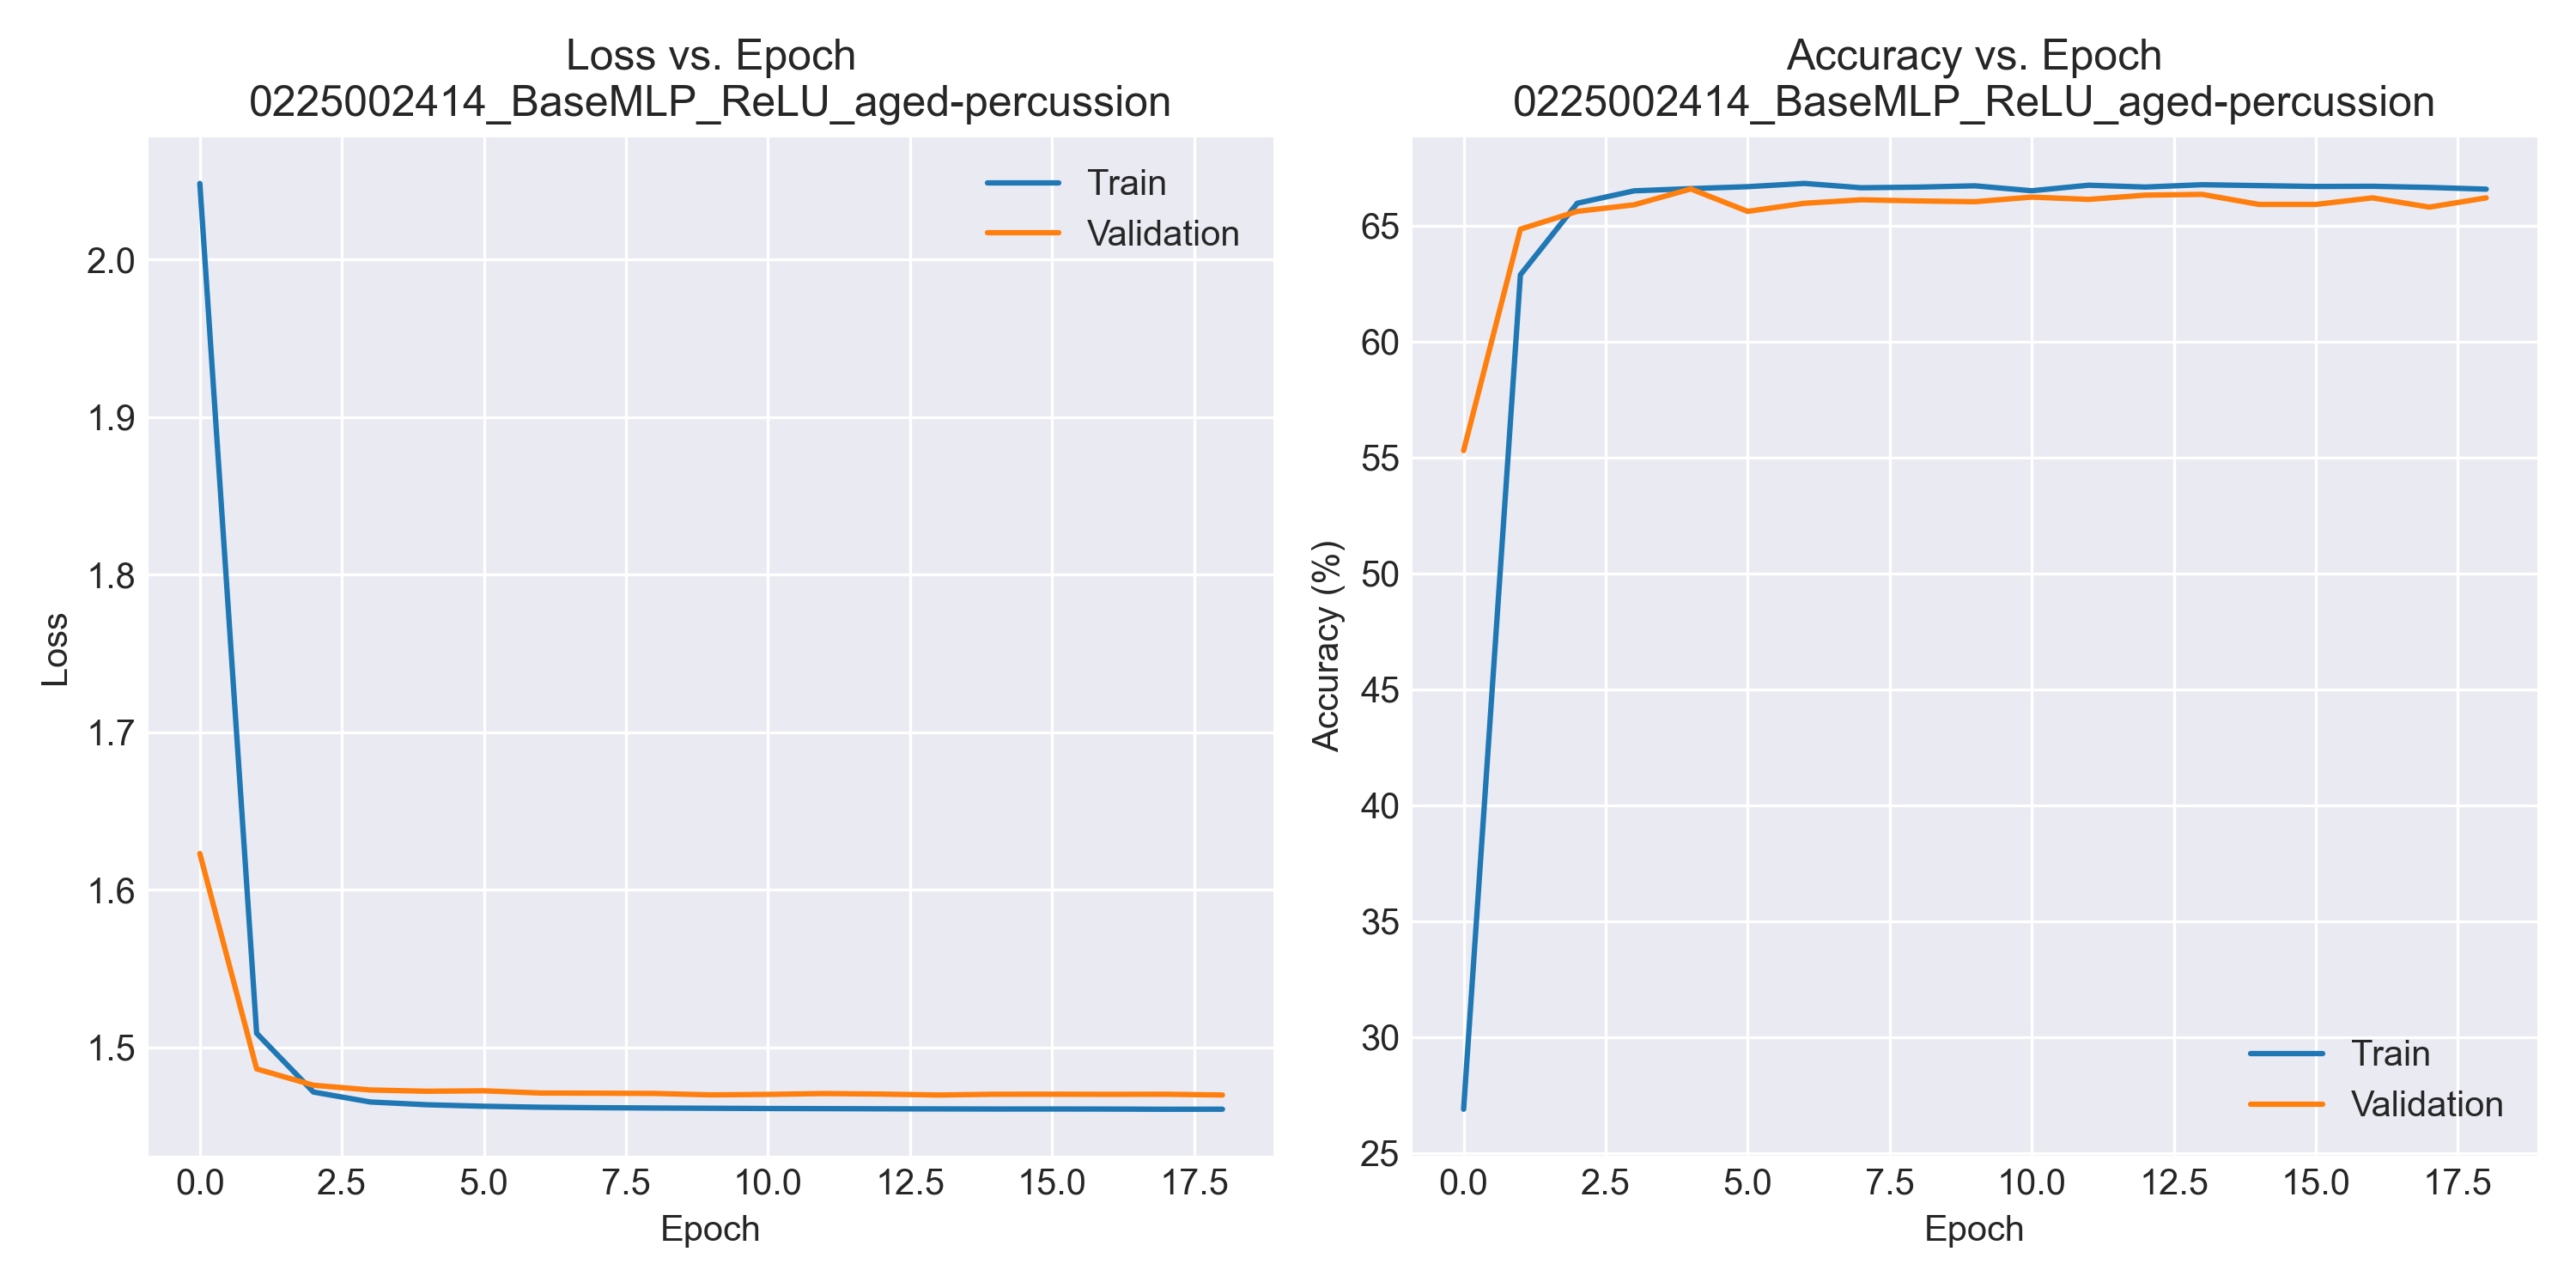 Loss vs. Epoch
0225002414_BaseMLP_ReLU_aged-percussion
Train
Validation
2.0
1.9
1.8
1.7
1.6
1.5
Loss
0.0 2.5 5.0 7.5 10.0 12.5 15.0 17.5
Epoch
Accuracy vs. Epoch
0225002414_BaseMLP_ReLU_aged-percussion
65
60
55
50
45
40
35
30
25
Accuracy (%)
Train
Validation
0.0 2.5 5.0 7.5 10.0 12.5 15.0 17.5
Epoch